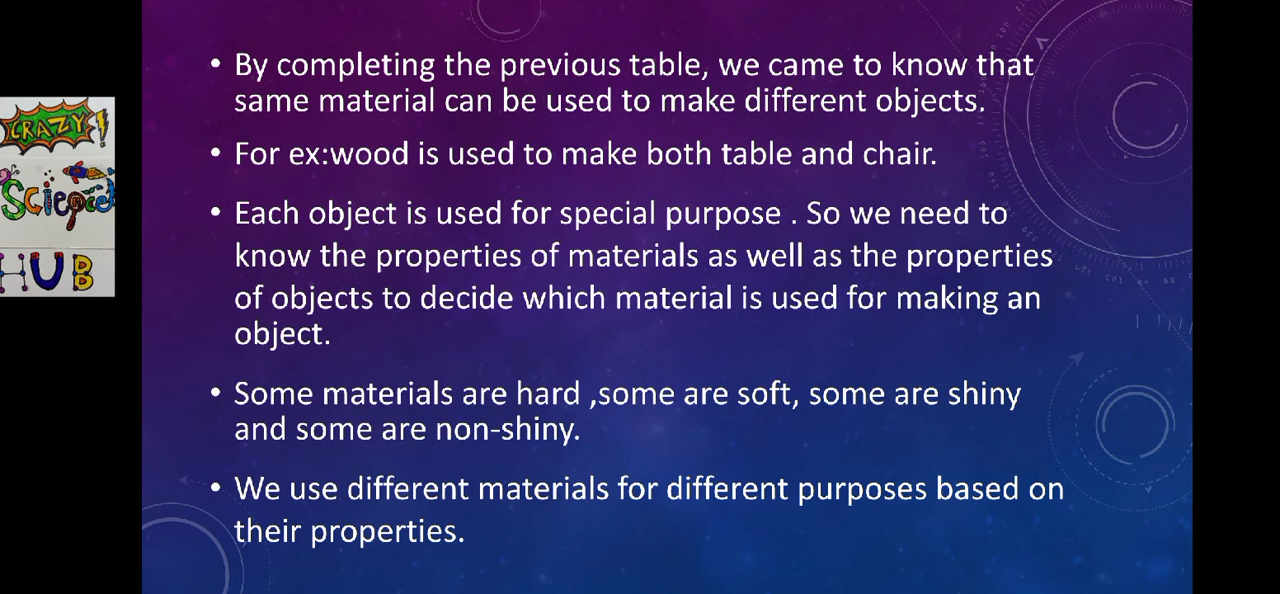 • By completing the previous table, we came to know that
same material can be used to make different objects.
• For ex:wood is used to make both table and chair.
• Each object is used for special purpose . So we need to
know the properties of materials as well as the properties
of objects to decide which material is used for making an
object.
• Some materials are hard ,some are soft, some are shiny
and some are non-shiny.
• We use different materials for different purposes based on
their properties.
CRAZY!
Science
HUB